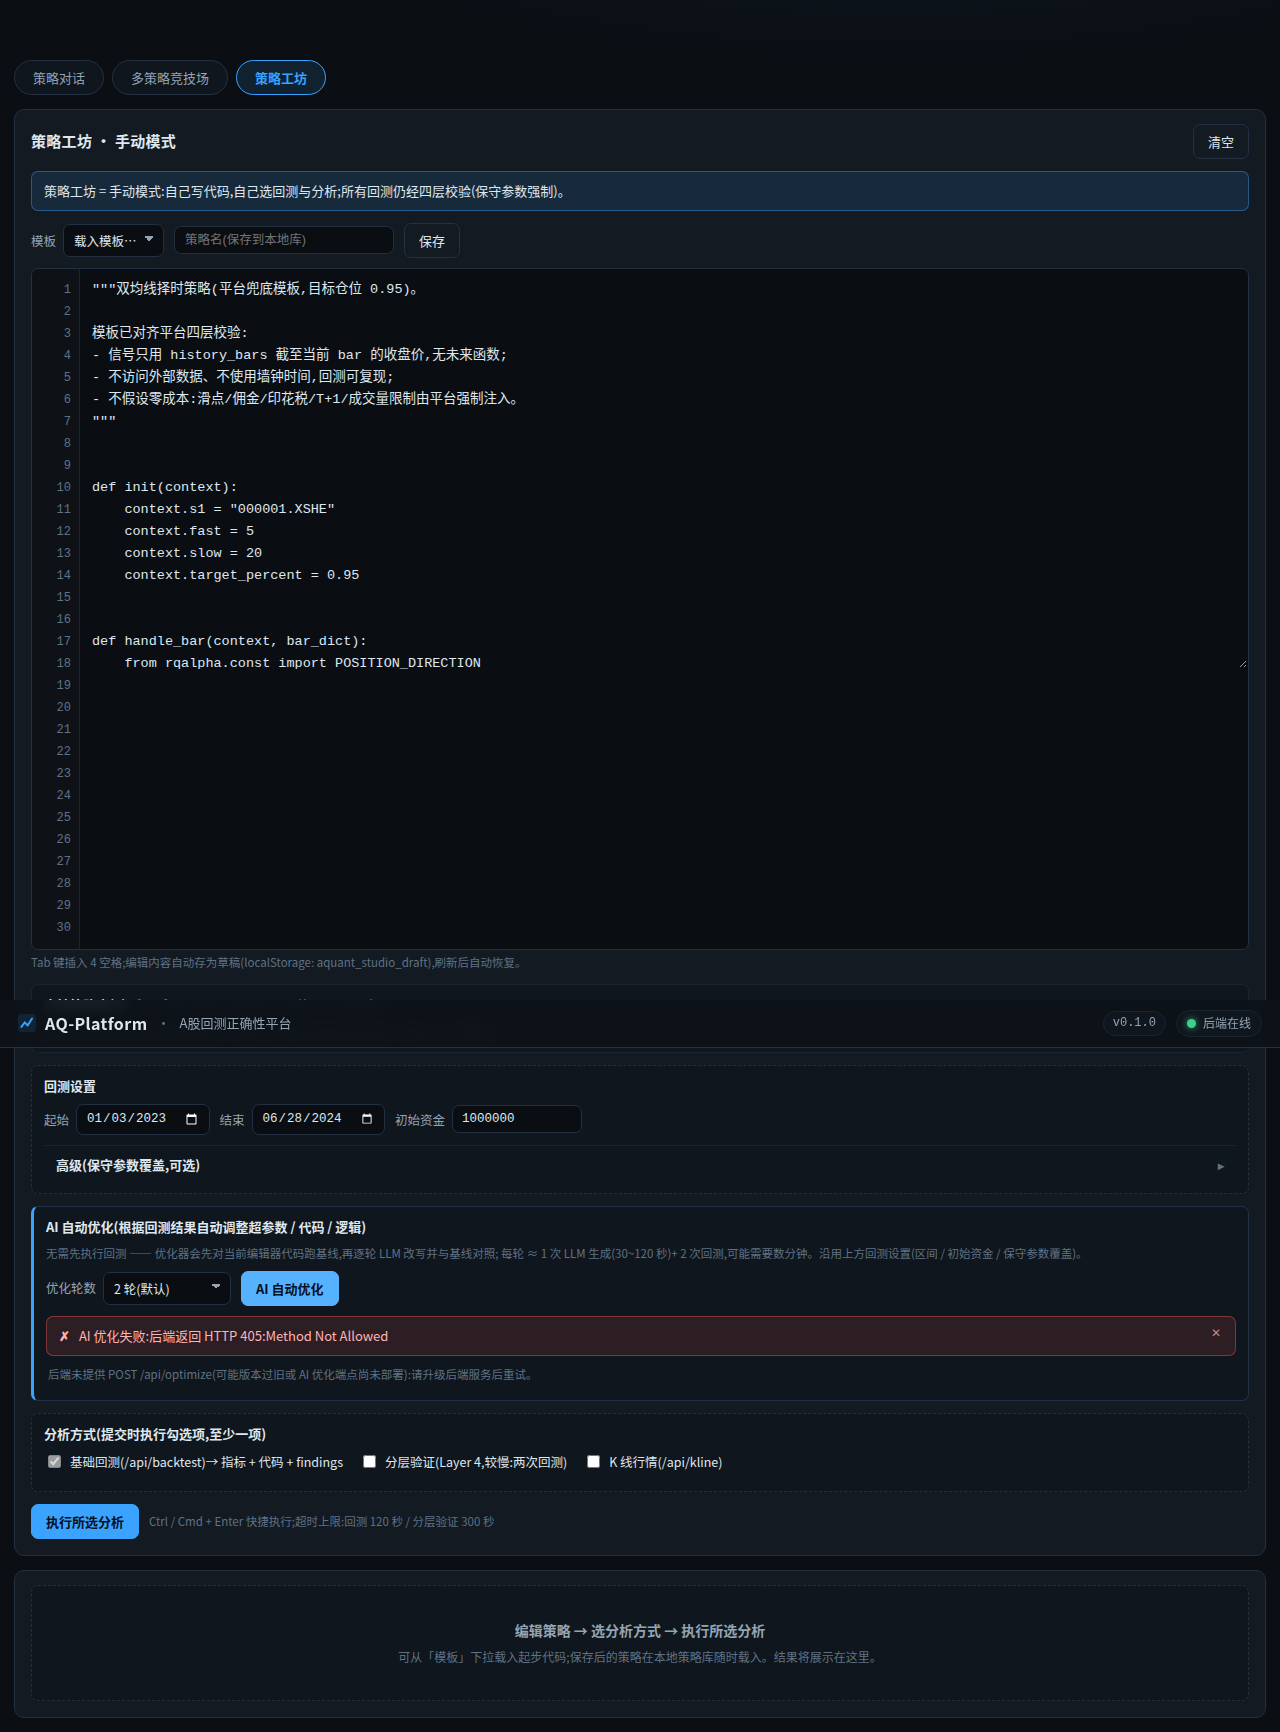 策略对话 多策略竞技场 策略工坊
策略工坊 · 手动模式 清空
策略工坊 = 手动模式:自己写代码,自己选回测与分析;所有回测仍经四层校验(保守参数强制)。
模板 载入模板… 策略名(保存到本地库) 保存
1 """双均线择时策略(平台兜底模板,目标仓位 0.95)。
2
3 模板已对齐平台四层校验:
4 - 信号只用 history_bars 截至当前 bar 的收盘价,无未来函数;
5 - 不访问外部数据、不使用墙钟时间,回测可复现;
6 - 不假设零成本:滑点/佣金/印花税/T+1/成交量限制由平台强制注入。
7 """
8
9
10 def init(context):
11     context.s1 = "000001.XSHE"
12     context.fast = 5
13     context.slow = 20
14     context.target_percent = 0.95
15
16
17 def handle_bar(context, bar_dict):
18     from rqalpha.const import POSITION_DIRECTION
19
20
21
22
23
24
25
26
27
28
29
30
Tab 键插入 4 空格;编辑内容自动存为草稿(localStorage: aquant_studio_draft),刷新后自动恢复。
AQ-Platform · A股回测正确性平台 v0.1.0 后端在线
回测设置
起始 01/03/2023 结束 06/28/2024 初始资金 1000000
高级(保守参数覆盖,可选) ▸
AI 自动优化(根据回测结果自动调整超参数 / 代码 / 逻辑)
无需先执行回测 —— 优化器会先对当前编辑器代码跑基线,再逐轮 LLM 改写并与基线对照; 每轮 ≈ 1 次 LLM 生成(30~120 秒)+ 2 次回测,可能需要数分钟。沿用上方回测设置(区间 / 初始资金 / 保守参数覆盖)。
优化轮数 2 轮(默认) AI 自动优化
✗ AI 优化失败:后端返回 HTTP 405:Method Not Allowed ×
后端未提供 POST /api/optimize(可能版本过旧或 AI 优化端点尚未部署):请升级后端服务后重试。
分析方式(提交时执行勾选项,至少一项)
基础回测(/api/backtest)→ 指标 + 代码 + findings 分层验证(Layer 4,较慢:两次回测) K 线行情(/api/kline)
执行所选分析 Ctrl / Cmd + Enter 快捷执行;超时上限:回测 120 秒 / 分层验证 300 秒
编辑策略 → 选分析方式 → 执行所选分析
可从「模板」下拉载入起步代码;保存后的策略在本地策略库随时载入。结果将展示在这里。